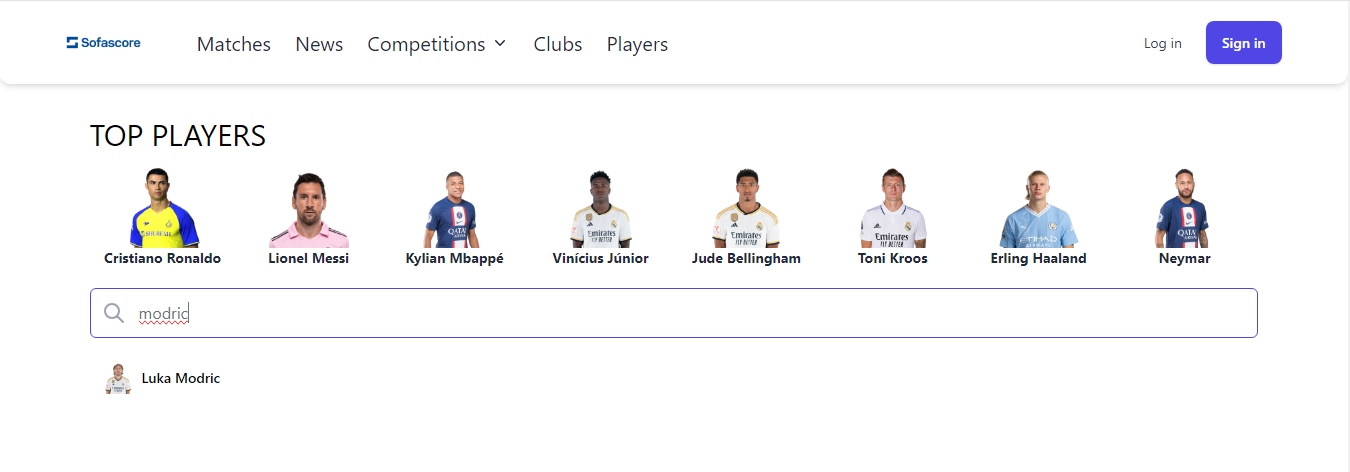 Sofascore Matches News Competitions Clubs Players Log in Sign in
TOP PLAYERS
Cristiano Ronaldo Lionel Messi Kylian Mbappé Vinícius Júnior Jude Bellingham Toni Kroos Erling Haaland Neymar
modric
Luka Modric